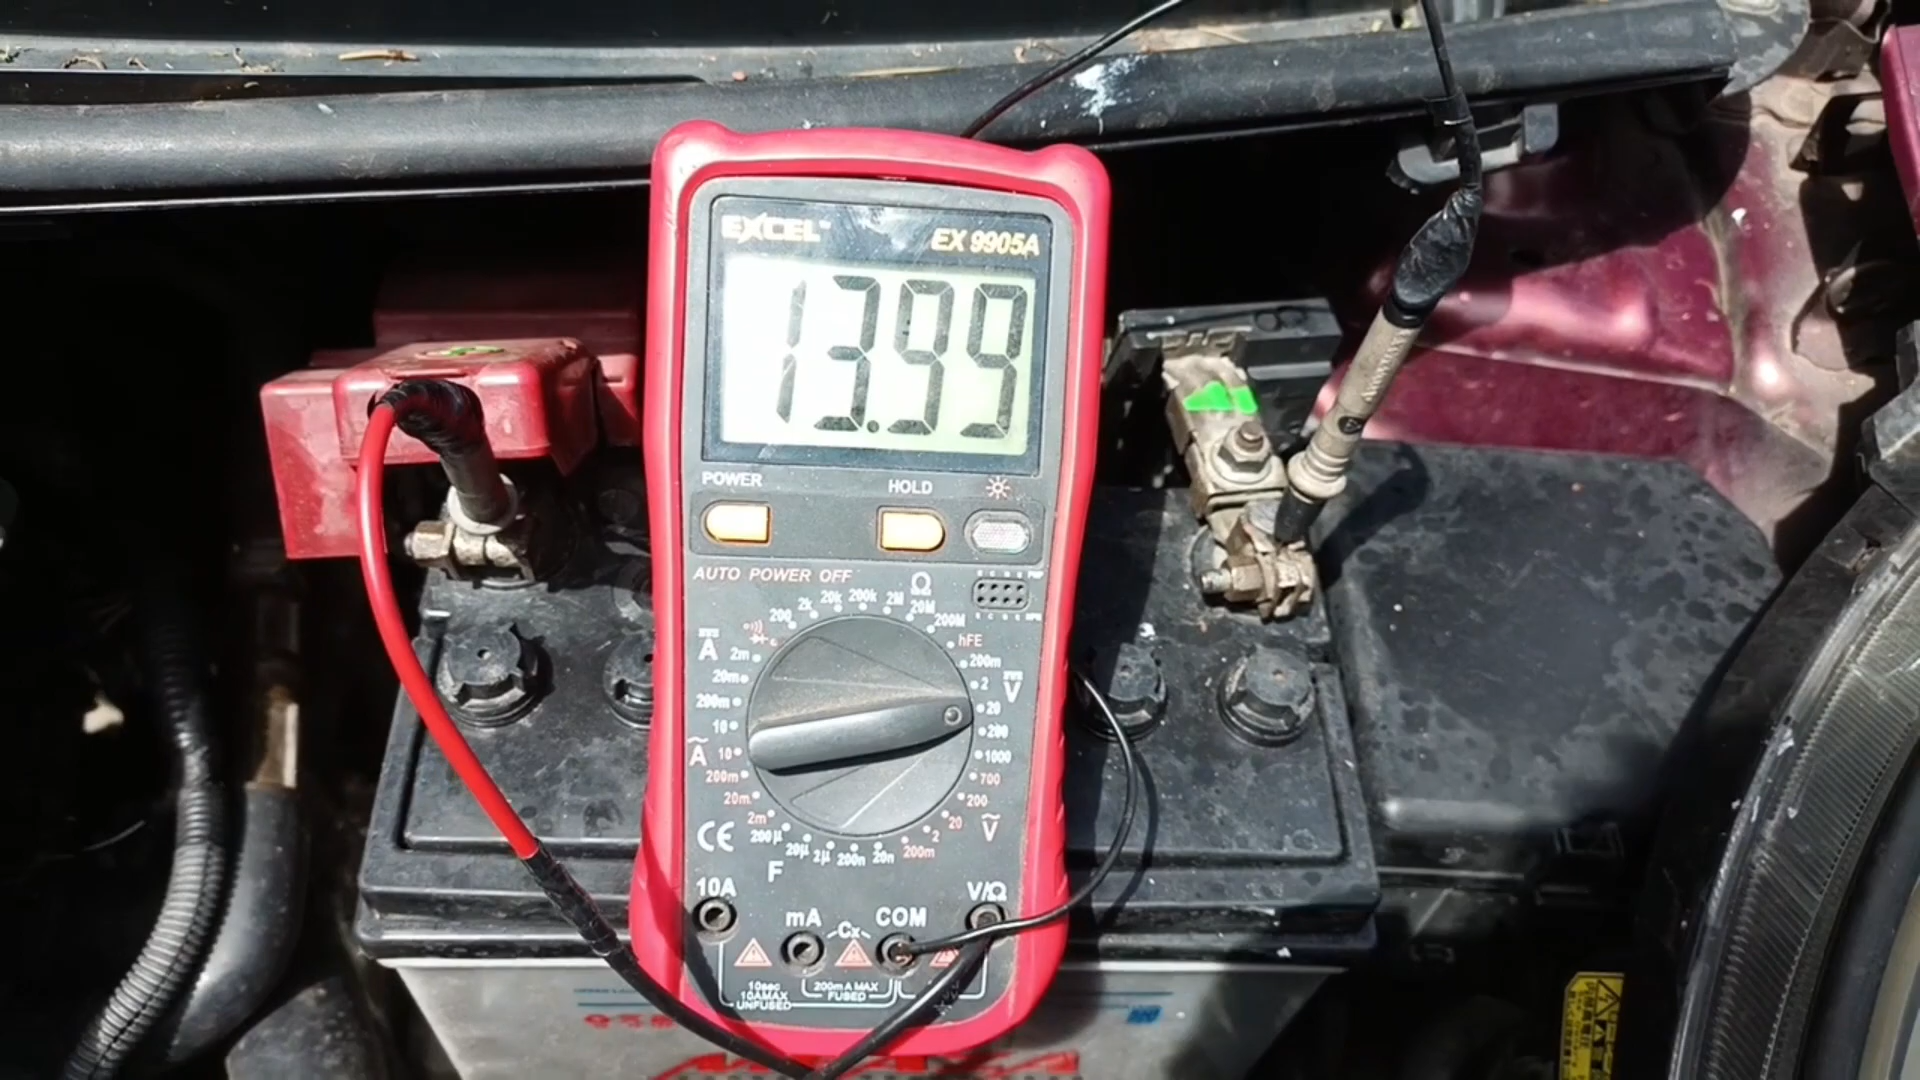 EXCEL™
EX 9905A
13.99
POWER
HOLD
AUTO POWER OFF
Ω
200
2k
20k
200k
2M
20M
200M
hFE
A
2m
20m
200m
10
A
10
200m
20m
2m
V
200m
2
20
200
1000
V
700
200
20
2
200m
CE
F
200µ
20µ
2µ
200n
20n
10A
mA
Cx
COM
V/Ω
10sec
10A MAX
UNFUSED
200mA MAX
FUSED